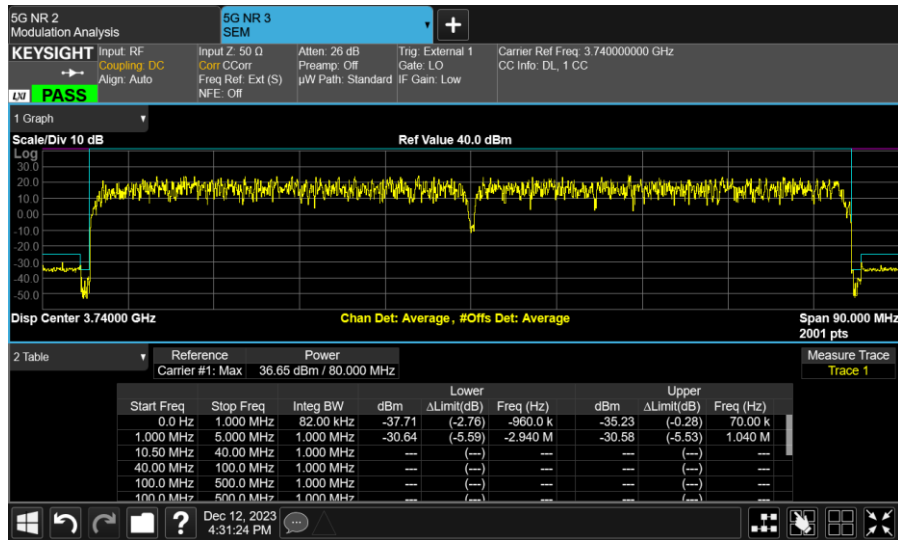 5G NR 2
Modulation Analysis
5G NR 3
SEM
KEYSIGHT
LXI
PASS
Input: RF
Coupling: DC
Align: Auto
Input Z: 50 Ω
Corr CCorr
Freq Ref: Ext (S)
NFE: Off
Atten: 26 dB
Preamp: Off
µW Path: Standard
Trig: External 1
Gate: LO
IF Gain: Low
Carrier Ref Freq: 3.740000000 GHz
CC Info: DL, 1 CC
1 Graph
Scale/Div 10 dB
Ref Value 40.0 dBm
Log
30.0
20.0
10.0
0.00
-10.0
-20.0
-30.0
-40.0
-50.0
Disp Center 3.74000 GHz
Chan Det: Average, #Offs Det: Average
Span 90.000 MHz
2001 pts
2 Table
Reference Power
Carrier #1: Max 36.65 dBm / 80.000 MHz
Measure Trace
Trace 1
Lower Upper
Start Freq Stop Freq Integ BW dBm ΔLimit(dB) Freq (Hz) dBm ΔLimit(dB) Freq (Hz)
0.0 Hz 1.000 MHz 82.00 kHz -37.71 (-2.76) -960.0 k -35.23 (-0.28) 70.00 k
1.000 MHz 5.000 MHz 1.000 MHz -30.64 (-5.59) -2.940 M -30.58 (-5.53) 1.040 M
10.50 MHz 40.00 MHz 1.000 MHz --- (---) --- --- (---) ---
40.00 MHz 100.0 MHz 1.000 MHz --- (---) --- --- (---) ---
100.0 MHz 500.0 MHz 1.000 MHz --- (---) --- --- (---) ---
100.0 MHz 500.0 MHz 1.000 MHz --- (---) --- --- (---) ---
?
Dec 12, 2023
4:31:24 PM